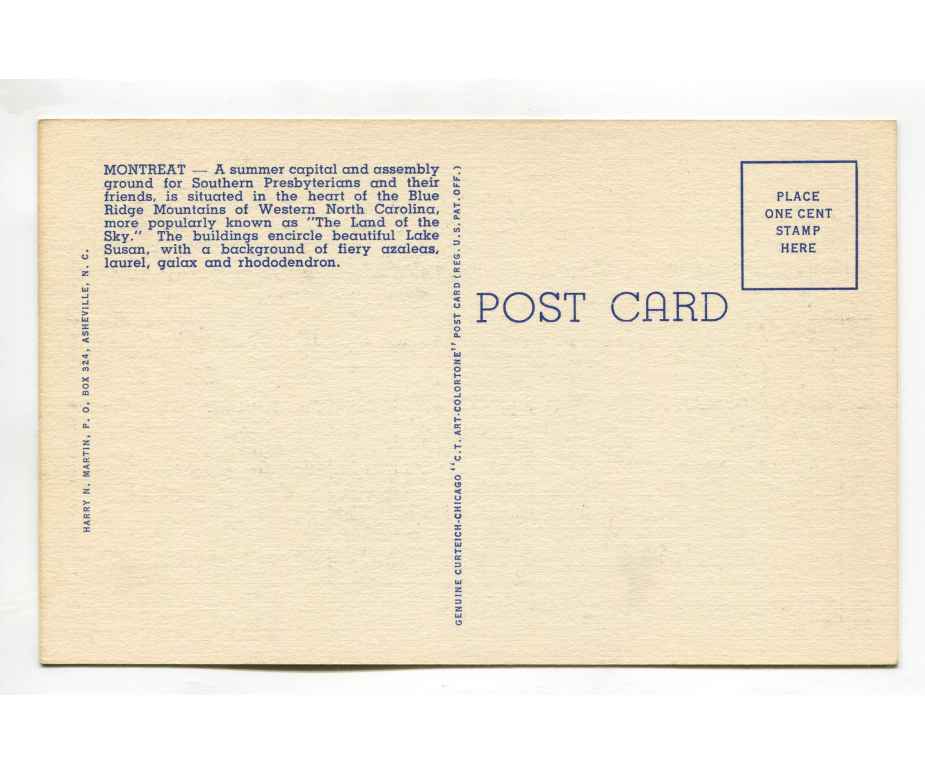 MONTREAT — A summer capital and assembly
ground for Southern Presbyterians and their
friends, is situated in the heart of the Blue
Ridge Mountains of Western North Carolina,
more popularly known as "The Land of the
Sky." The buildings encircle beautiful Lake
Susan, with a background of fiery azaleas,
laurel, galax and rhododendron.
HARRY N. MARTIN, P. O. BOX 324, ASHEVILLE, N. C.
GENUINE CURTEICH-CHICAGO "C.T. ART-COLORTONE" POST CARD (REG. U.S. PAT. OFF.)
POST CARD
PLACE
ONE CENT
STAMP
HERE